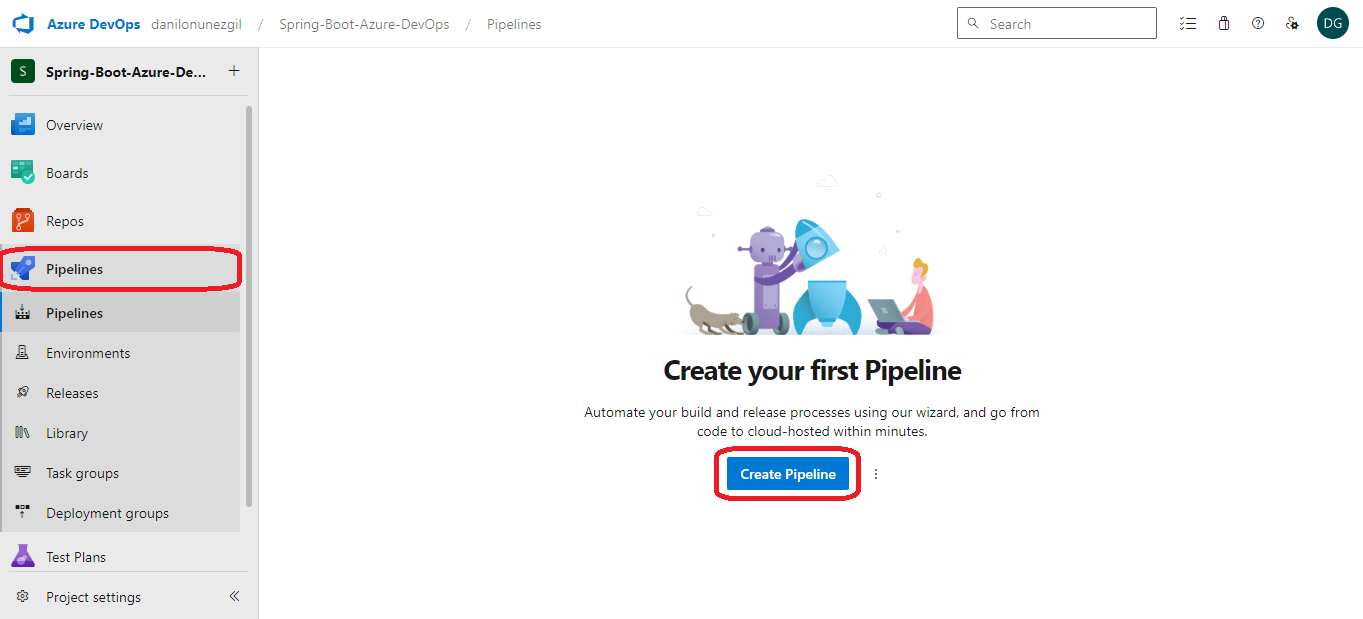 Azure DevOps danilonunezgil / Spring-Boot-Azure-DevOps / Pipelines
Search
DG
S Spring-Boot-Azure-De... +
Overview
Boards
Repos
Pipelines
Pipelines
Environments
Releases
Library
Task groups
Deployment groups
Test Plans
Project settings
Create your first Pipeline
Automate your build and release processes using our wizard, and go from
code to cloud-hosted within minutes.
Create Pipeline